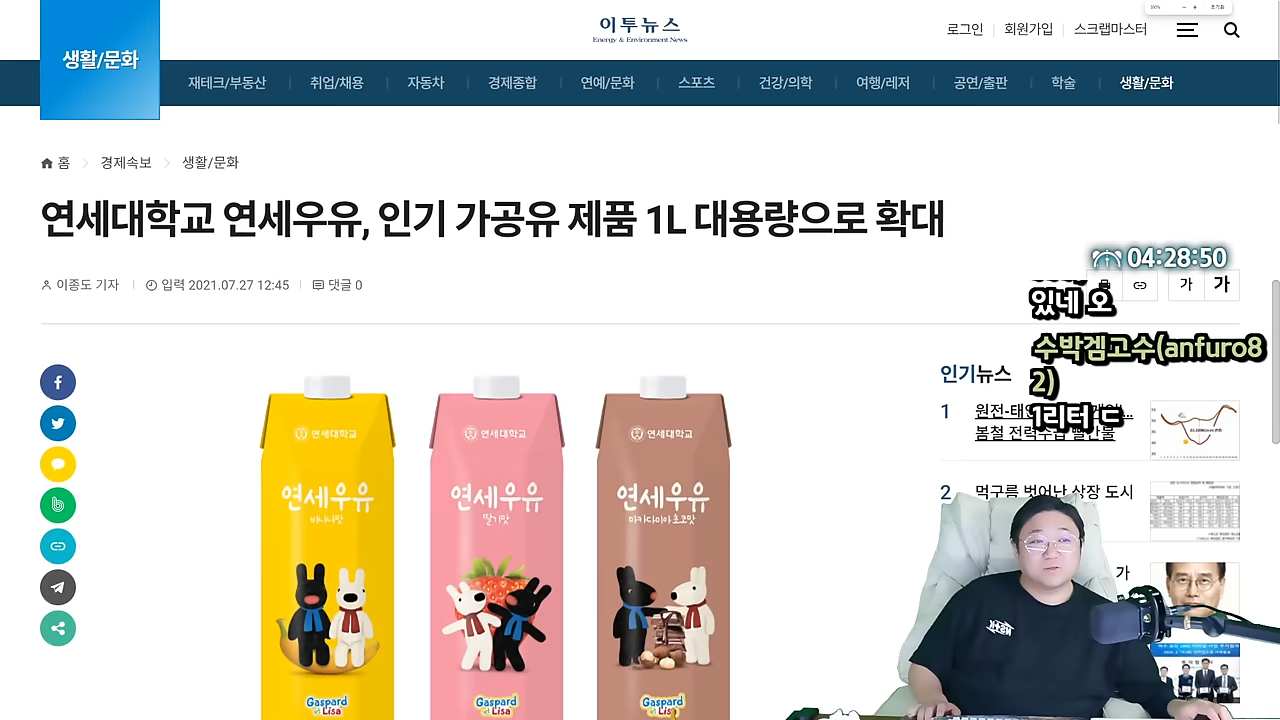 생활/문화
이투뉴스
Energy & Environment News
로그인
회원가입
스크랩마스터
재테크/부동산
취업/채용
자동차
경제종합
연예/문화
스포츠
건강/의학
여행/레저
공연/출판
학술
생활/문화
홈
경제속보
생활/문화
연세대학교 연세우유, 인기 가공유 제품 1L 대용량으로 확대
이종도 기자
입력 2021.07.27 12:45
댓글 0
04:28:50
가
가
있네 오
수박겜고수(anfuro8
2)
1리터 ㄷ
인기뉴스
1
원전-태양
봄철 전력수급 빨간불
2
먹구름 벗어난 상장 도시
가
연세대학교
연세우유
바나나맛
Gaspard
et Lisa
연세대학교
연세우유
딸기맛
Gaspard
et Lisa
연세대학교
연세우유
마카다미아 초코맛
Gaspard
et Lisa